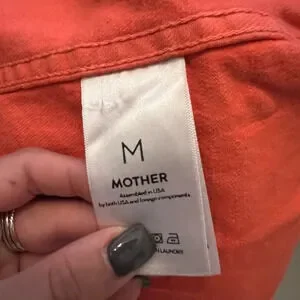 M
MOTHER
Assembled in USA
by both USA and foreign components